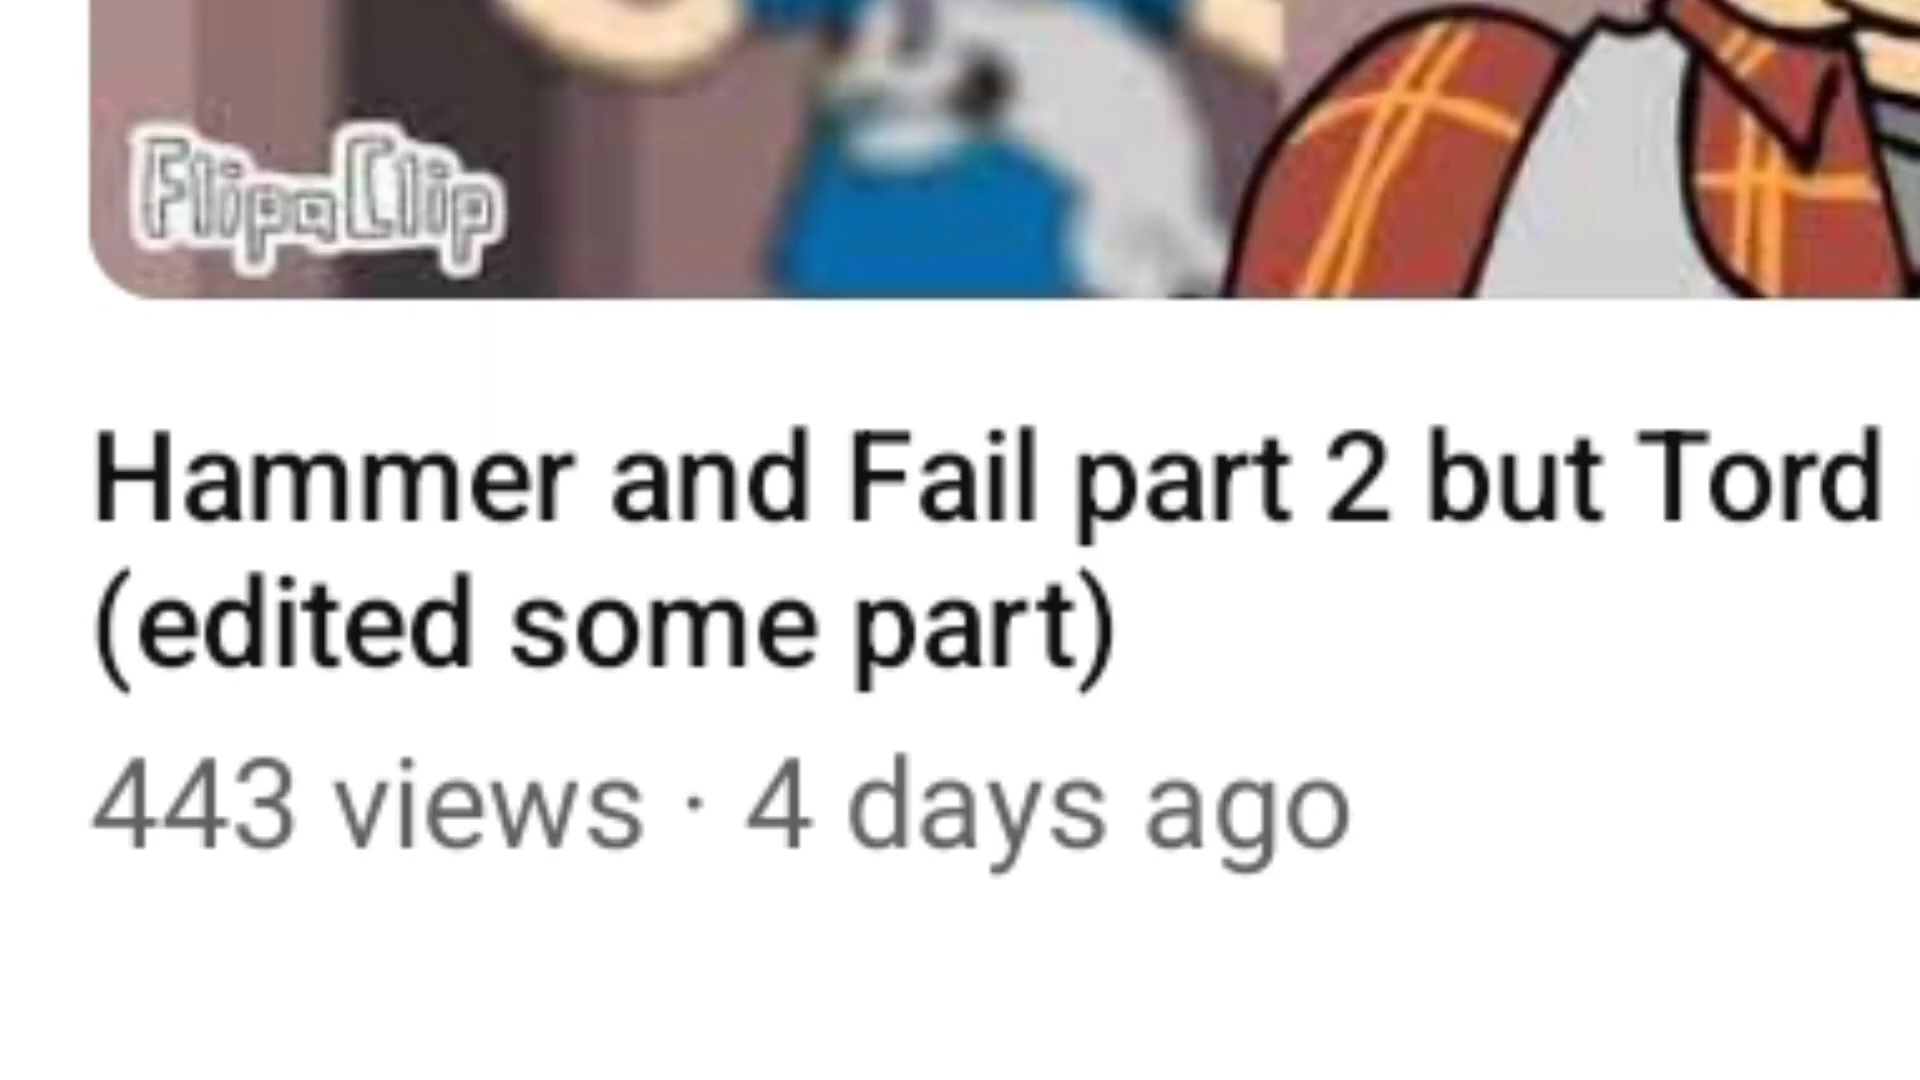 FlipaClip
Hammer and Fail part 2 but Tord
(edited some part)
443 views · 4 days ago